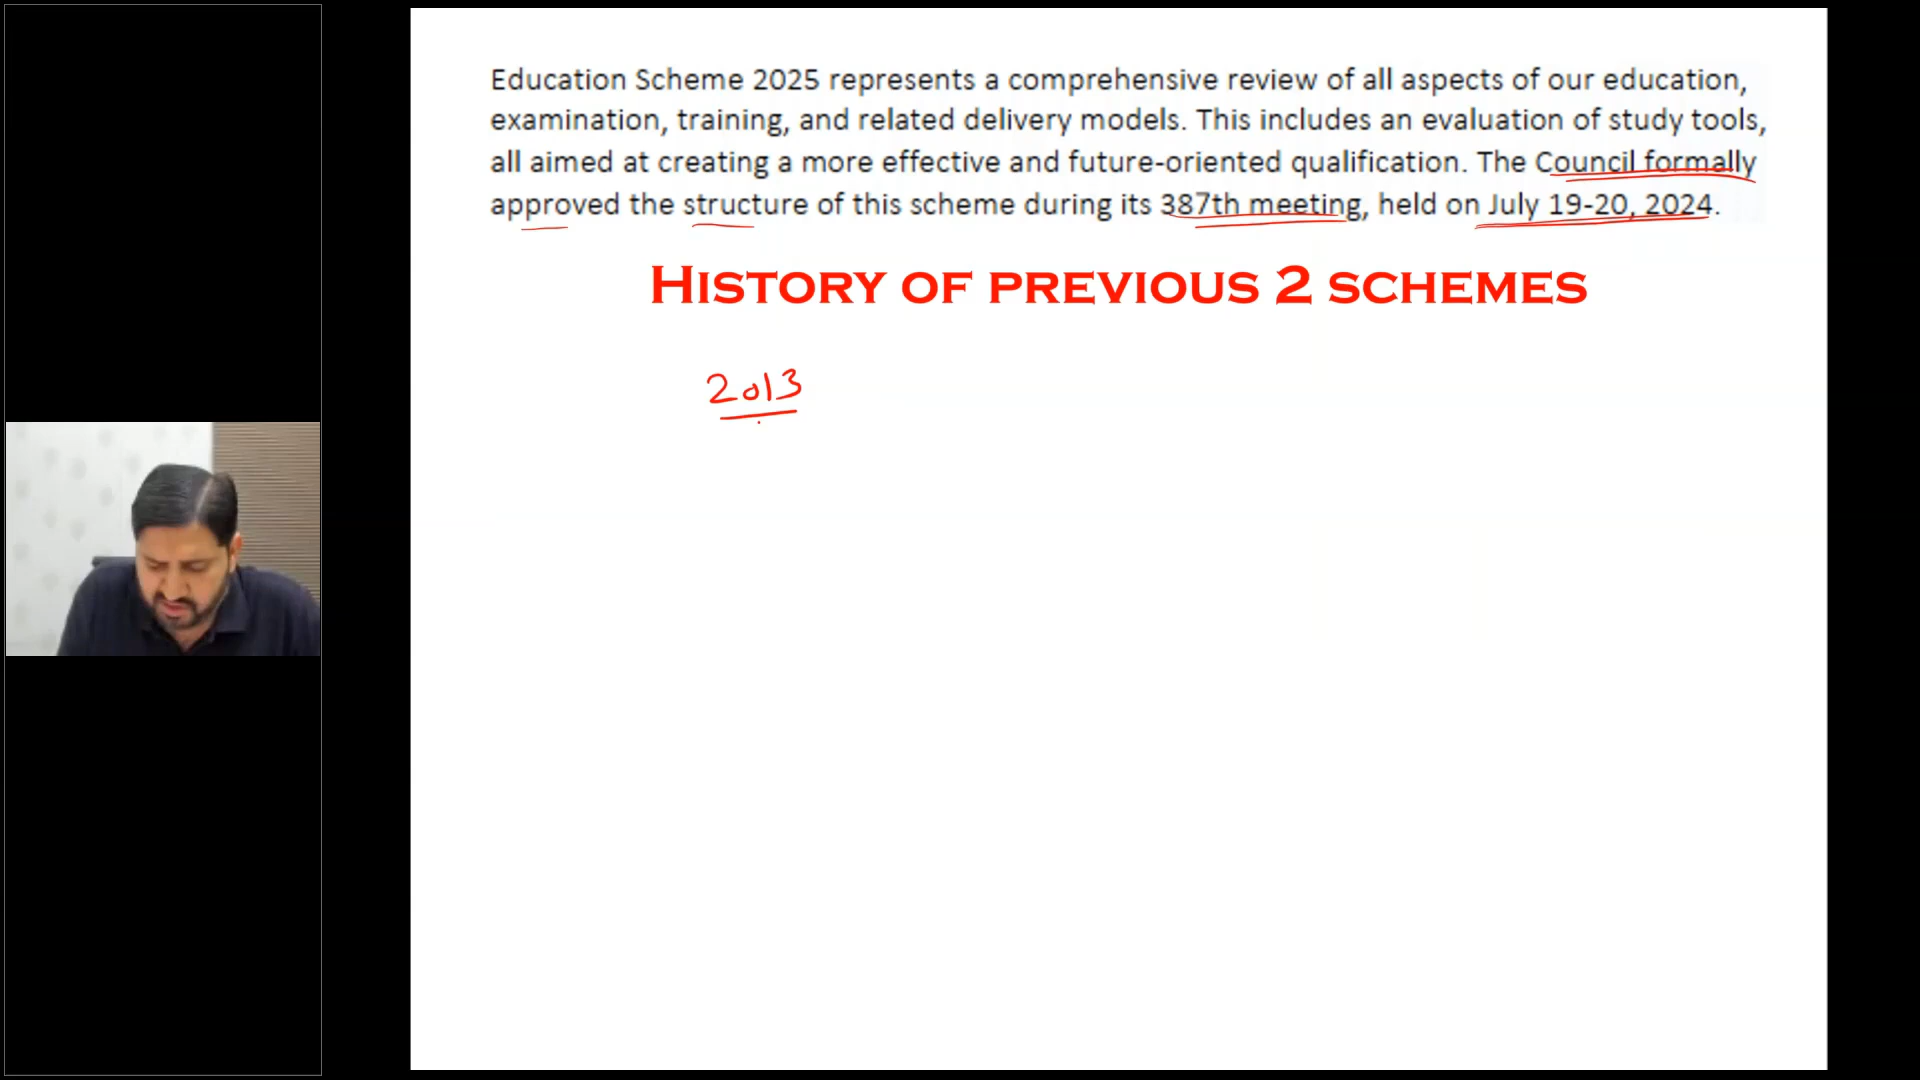 Education Scheme 2025 represents a comprehensive review of all aspects of our education,
examination, training, and related delivery models. This includes an evaluation of study tools,
all aimed at creating a more effective and future-oriented qualification. The Council formally
approved the structure of this scheme during its 387th meeting, held on July 19-20, 2024.
HISTORY OF PREVIOUS 2 SCHEMES
2013